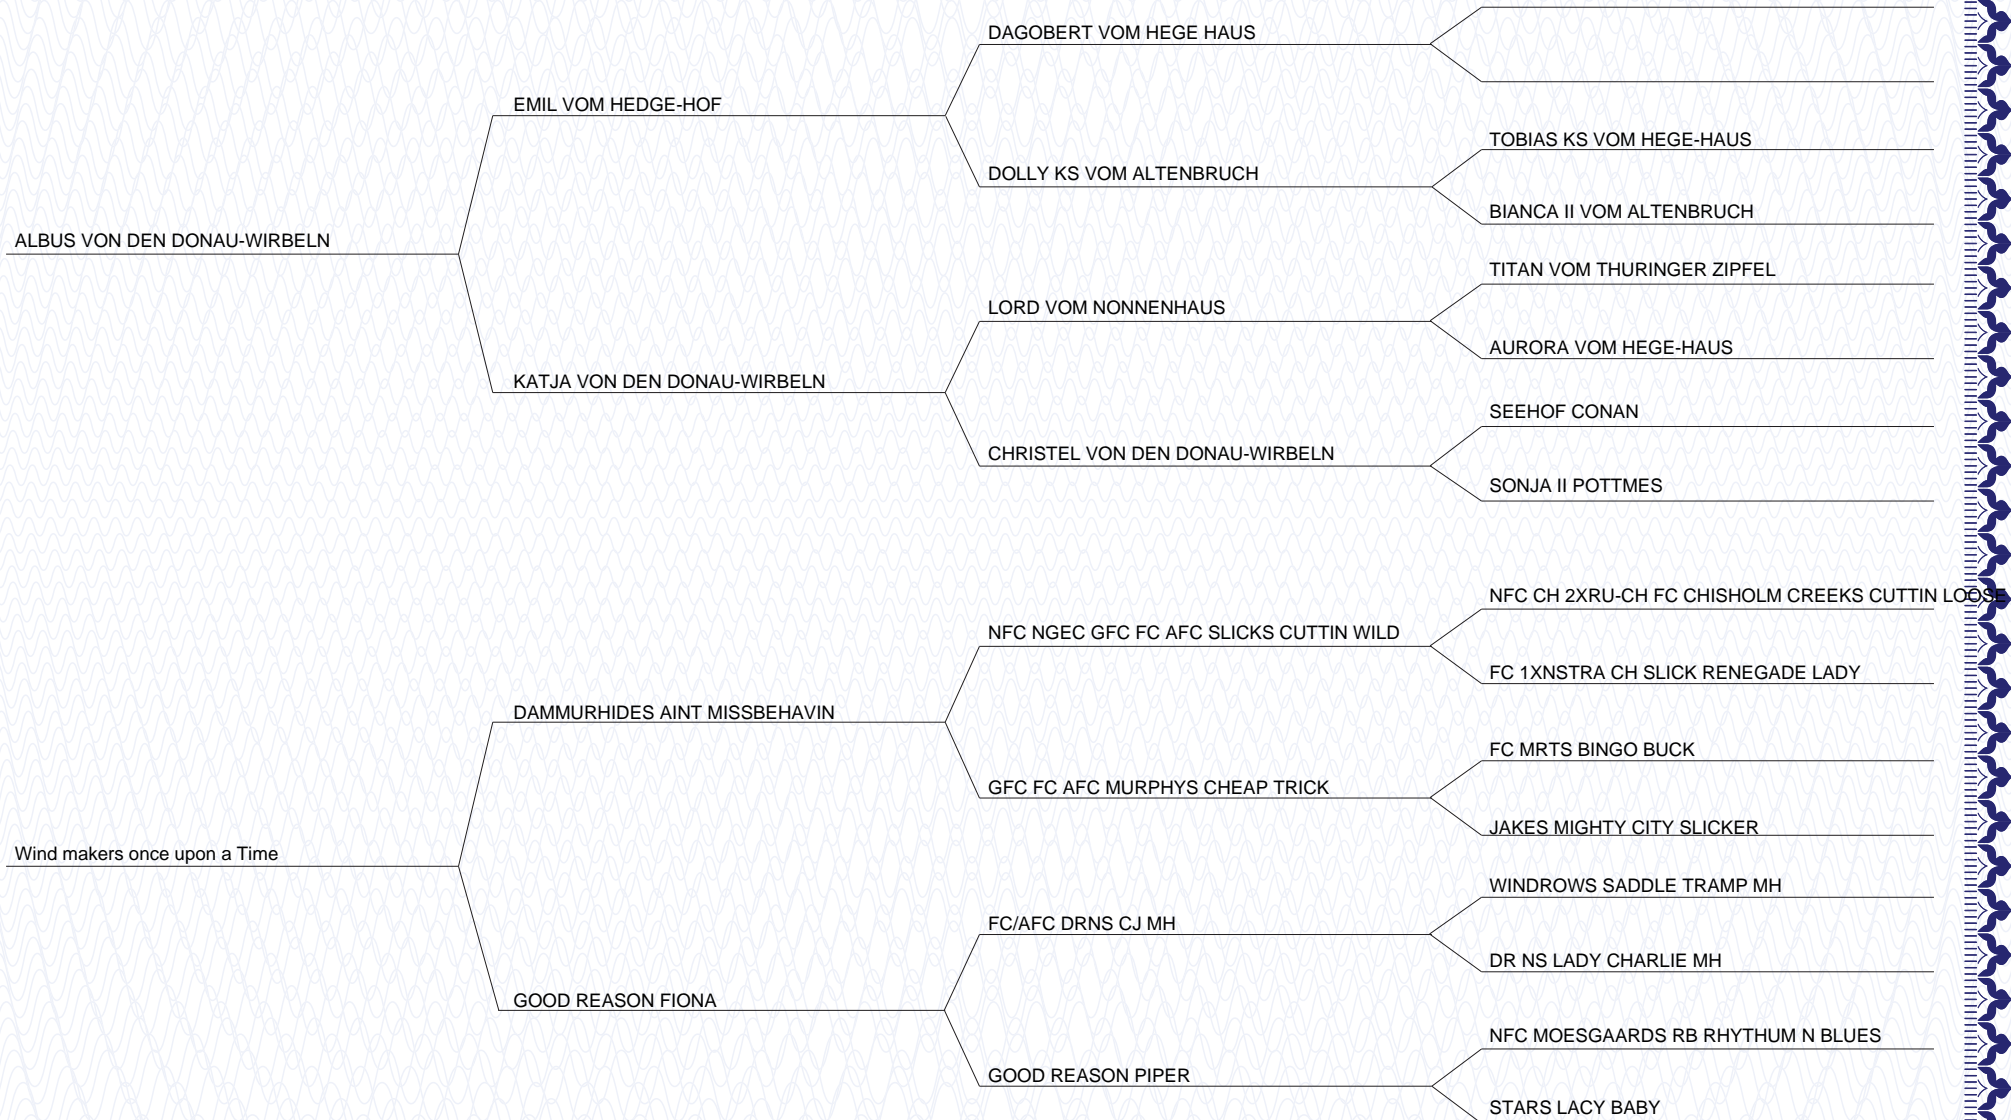 DAGOBERT VOM HEGE HAUS
EMIL VOM HEDGE-HOF
TOBIAS KS VOM HEGE-HAUS
DOLLY KS VOM ALTENBRUCH
BIANCA II VOM ALTENBRUCH
ALBUS VON DEN DONAU-WIRBELN
TITAN VOM THURINGER ZIPFEL
LORD VOM NONNENHAUS
AURORA VOM HEGE-HAUS
KATJA VON DEN DONAU-WIRBELN
SEEHOF CONAN
CHRISTEL VON DEN DONAU-WIRBELN
SONJA II POTTMES
NFC CH 2XRU-CH FC CHISHOLM CREEKS CUTTIN LOOSE
NFC NGEC GFC FC AFC SLICKS CUTTIN WILD
FC 1XNSTRA CH SLICK RENEGADE LADY
DAMMURHIDES AINT MISSBEHAVIN
FC MRTS BINGO BUCK
GFC FC AFC MURPHYS CHEAP TRICK
JAKES MIGHTY CITY SLICKER
Wind makers once upon a Time
WINDROWS SADDLE TRAMP MH
FC/AFC DRNS CJ MH
DR NS LADY CHARLIE MH
GOOD REASON FIONA
NFC MOESGAARDS RB RHYTHUM N BLUES
GOOD REASON PIPER
STARS LACY BABY